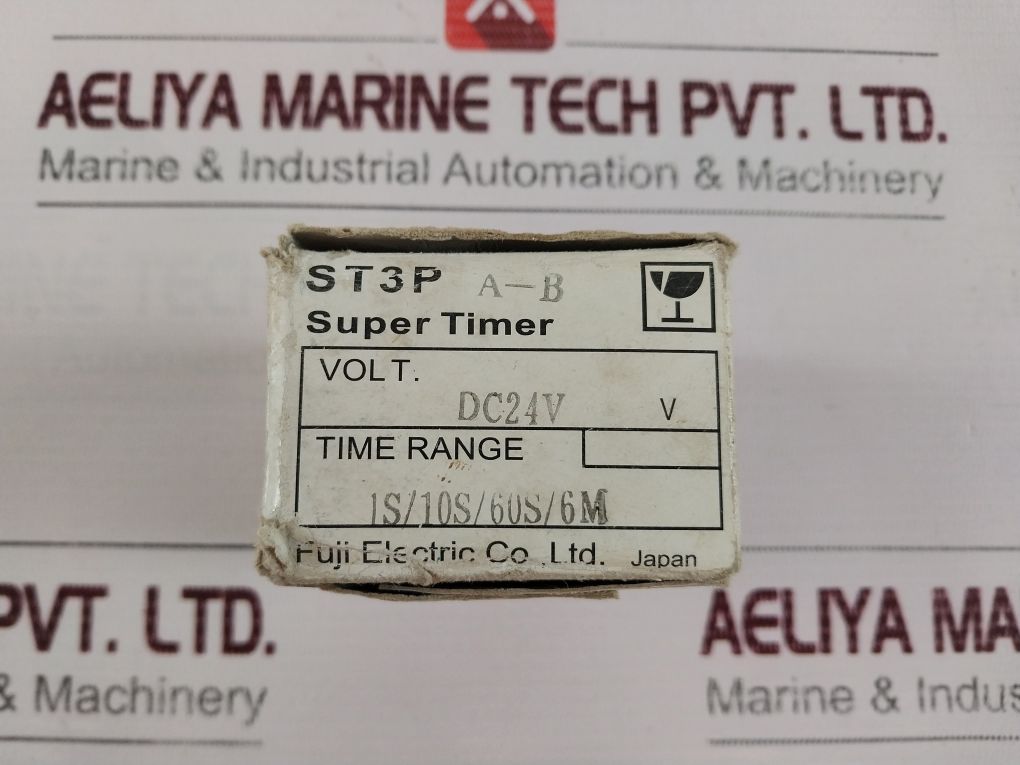 AELIYA MARINE TECH PVT. LTD.
Marine & Industrial Automation & Machinery
ST3P A-B
Super Timer
VOLT.
DC24V V
TIME RANGE
1S/10S/60S/6M
Fuji Electric Co.,Ltd. Japan
PVT. LTD.
& Machinery
AELIYA MA
Marine & Indus